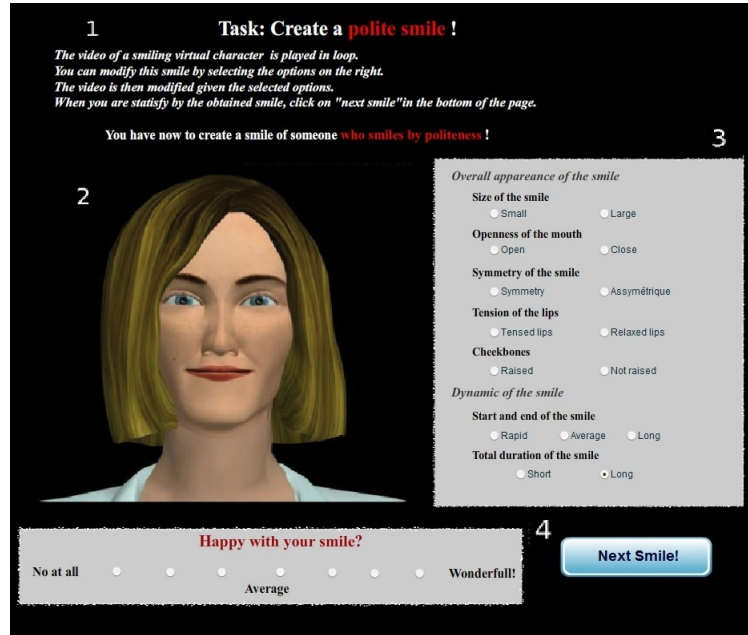 1
Task: Create a polite smile !
The video of a smiling virtual character is played in loop.
You can modify this smile by selecting the options on the right.
The video is then modified given the selected options.
When you are statisfy by the obtained smile, click on "next smile"in the bottom of the page.
You have now to create a smile of someone who smiles by politeness !
2
3
Overall appareance of the smile
Size of the smile
Small Large
Openness of the mouth
Open Close
Symmetry of the smile
Symmetry Assymétrique
Tension of the lips
Tensed lips Relaxed lips
Cheekbones
Raised Not raised
Dynamic of the smile
Start and end of the smile
Rapid Average Long
Total duration of the smile
Short Long
4
Happy with your smile?
No at all Wonderfull!
Average
Next Smile!